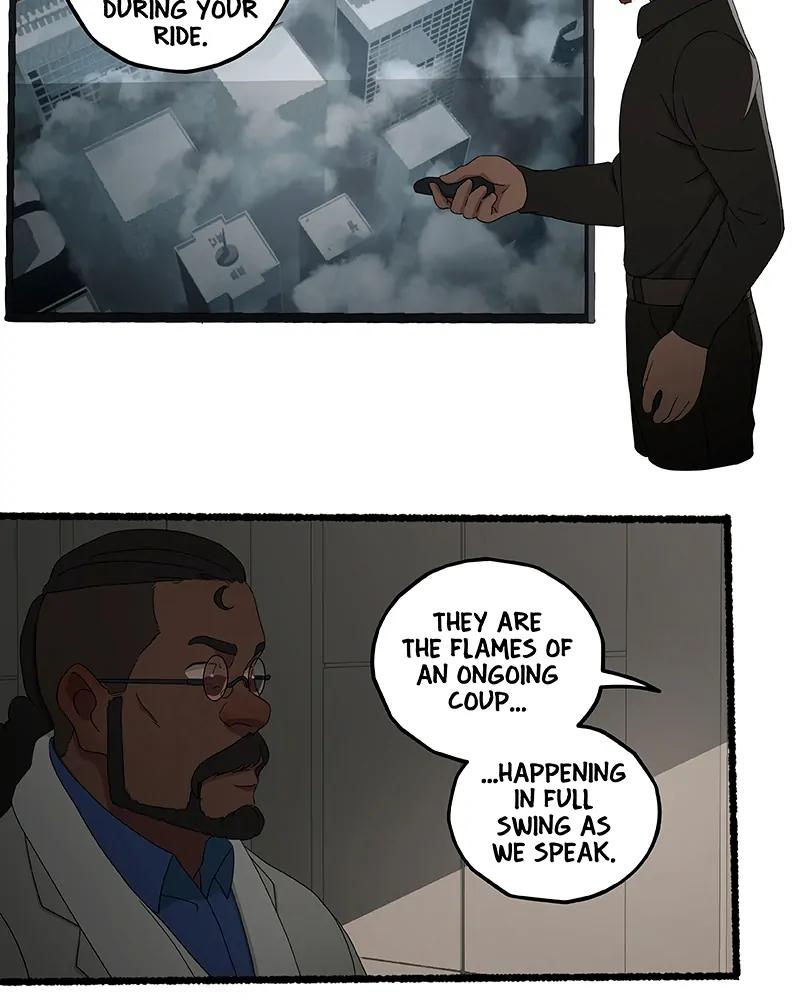 DURING YOUR
RIDE.
THEY ARE
THE FLAMES OF
AN ONGOING
COUP...
...HAPPENING
IN FULL
SWING AS
WE SPEAK.